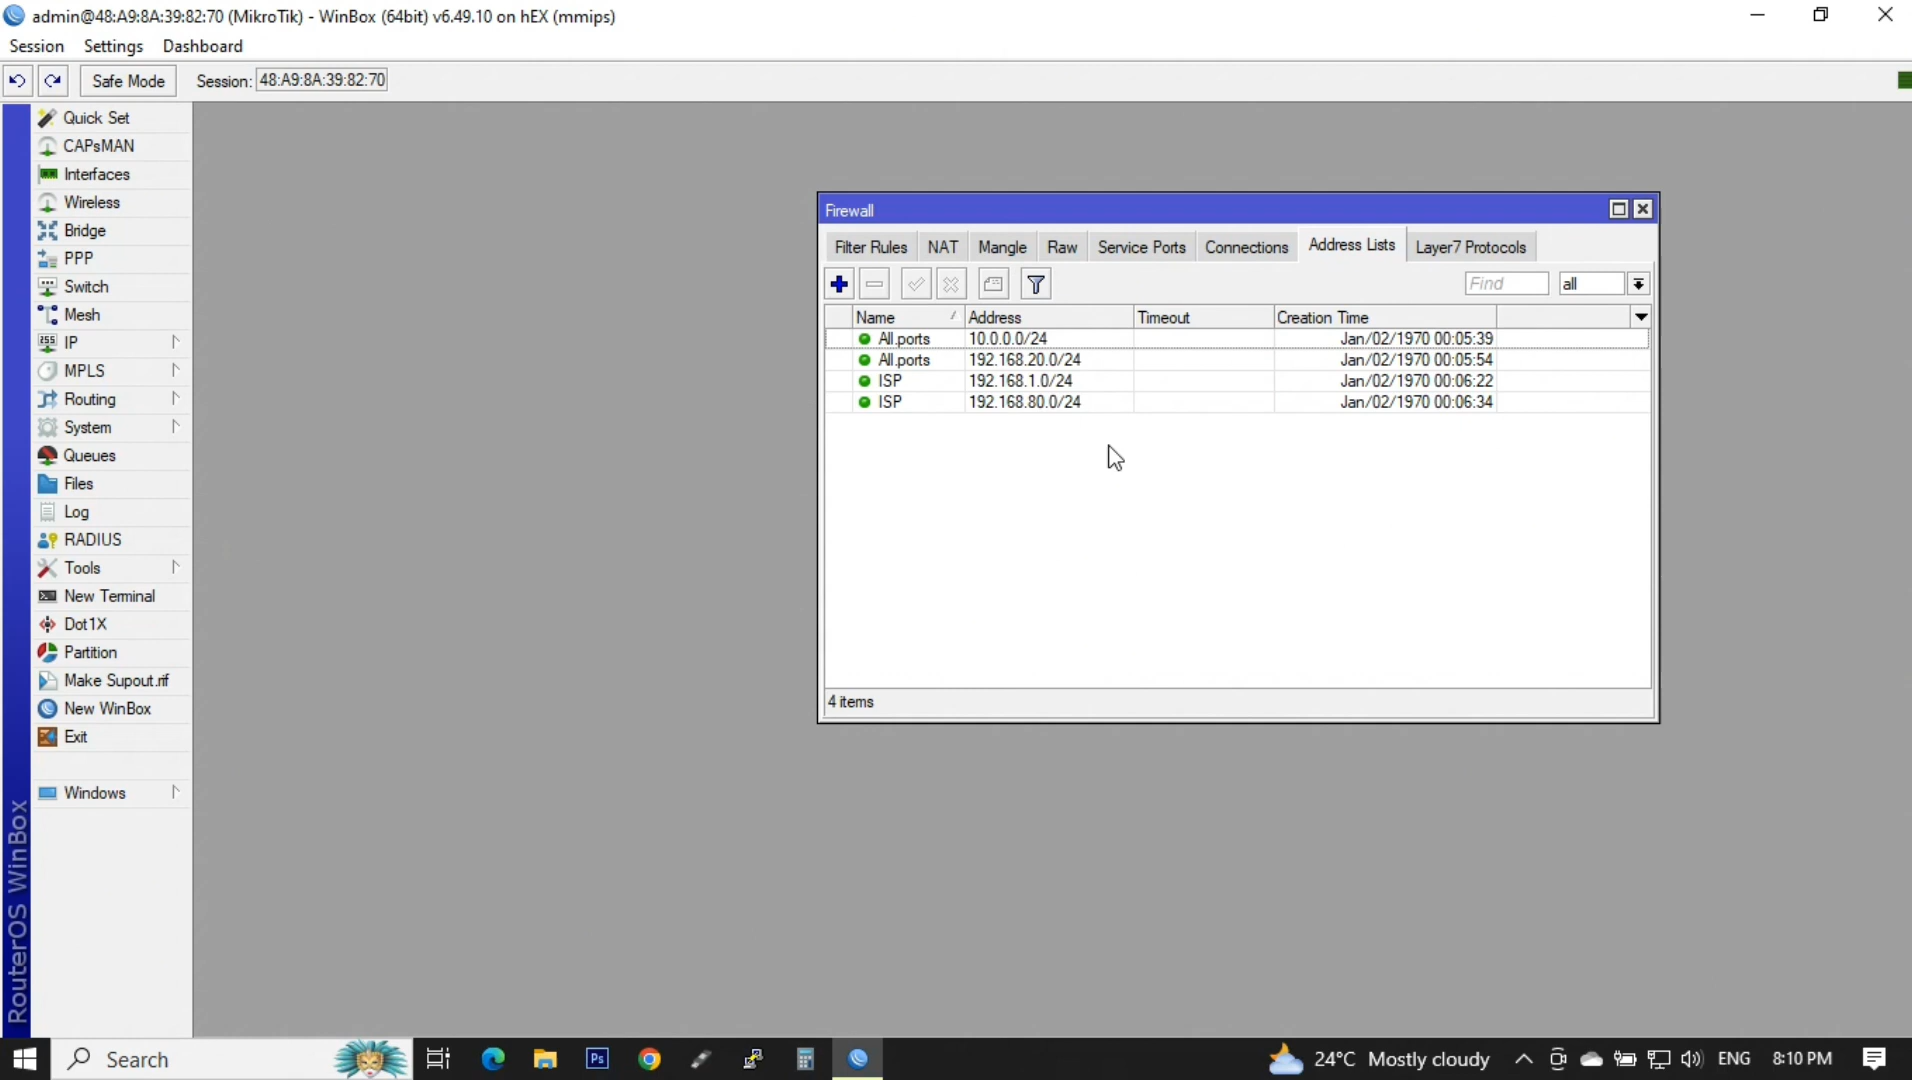 admin@48:A9:8A:39:82:70 (MikroTik) - WinBox (64bit) v6.49.10 on hEX (mmips)
Session Settings Dashboard
Safe Mode Session: 48:A9:8A:39:82:70
Quick Set
CAPsMAN
Interfaces
Wireless
Bridge
PPP
Switch
Mesh
IP
MPLS
Routing
System
Queues
Files
Log
RADIUS
Tools
New Terminal
Dot1X
Partition
Make Supout.rif
New WinBox
Exit
Windows
RouterOS WinBox
Firewall
Filter Rules NAT Mangle Raw Service Ports Connections Address Lists Layer7 Protocols
Find all
Name Address Timeout Creation Time
All.ports 10.0.0.0/24 Jan/02/1970 00:05:39
All.ports 192.168.20.0/24 Jan/02/1970 00:05:54
ISP 192.168.1.0/24 Jan/02/1970 00:06:22
ISP 192.168.80.0/24 Jan/02/1970 00:06:34
4 items
Search Ps 24°C Mostly cloudy ENG 8:10 PM